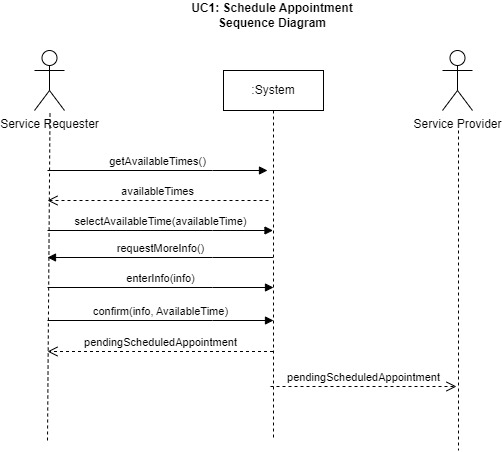 UC1: Schedule Appointment
Sequence Diagram
:System
Service Requester
Service Provider
getAvailableTimes()
availableTimes
selectAvailableTime(availableTime)
requestMoreInfo()
enterInfo(info)
confirm(info, AvailableTime)
pendingScheduledAppointment
pendingScheduledAppointment